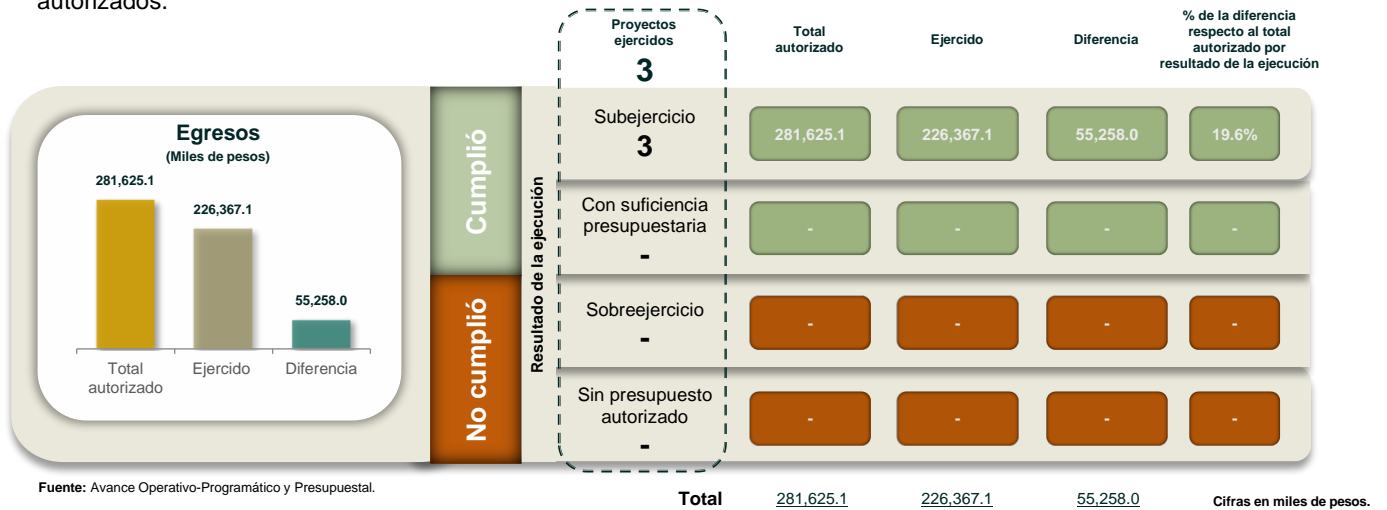 autorizados.
Proyectos
ejercidos
3
Total
autorizado
Ejercido
Diferencia
% de la diferencia
respecto al total
autorizado por
resultado de la ejecución
Egresos
(Miles de pesos)
281,625.1
226,367.1
55,258.0
Total
autorizado
Ejercido
Diferencia
Cumplió
No cumplió
Resultado de la ejecución
Subejercicio
3
281,625.1
226,367.1
55,258.0
19.6%
Con suficiencia
presupuestaria
-
-
-
-
-
Sobreejercicio
-
-
-
-
-
Sin presupuesto
autorizado
-
-
-
-
-
Fuente: Avance Operativo-Programático y Presupuestal.
Total
281,625.1
226,367.1
55,258.0
Cifras en miles de pesos.